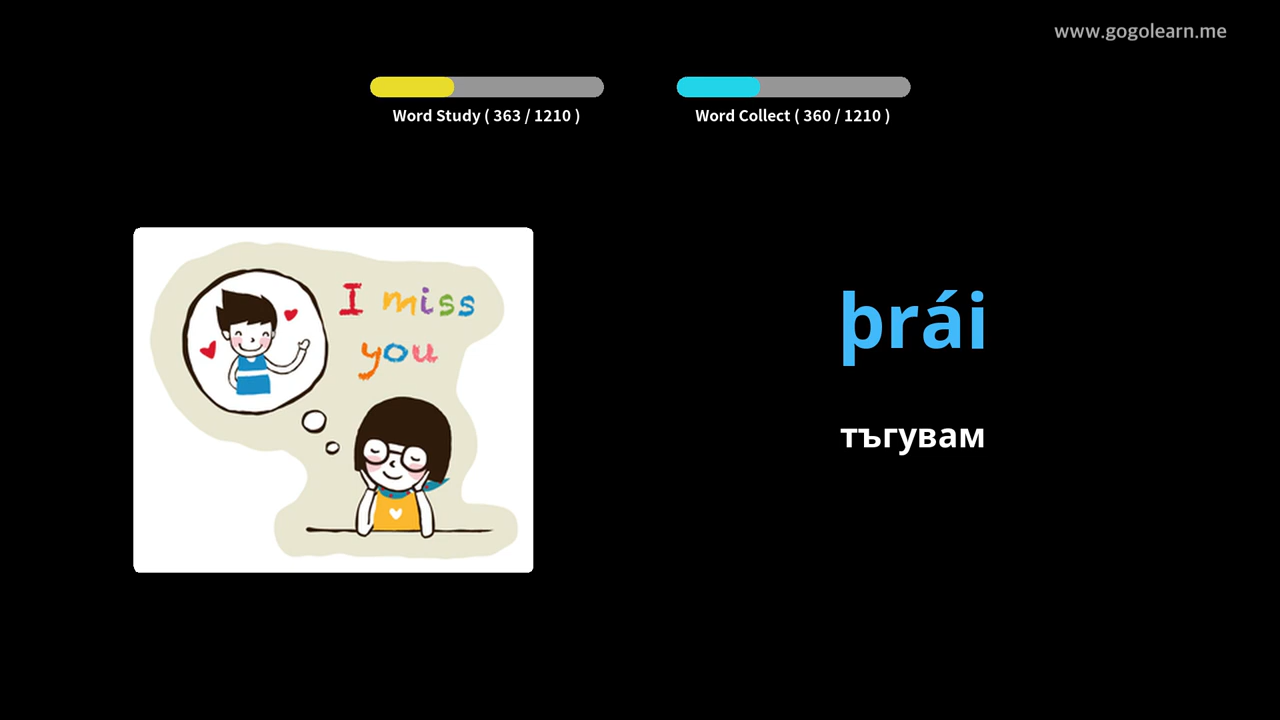 www.gogolearn.me
Word Study ( 363 / 1210 )
Word Collect ( 360 / 1210 )
I miss
you
þrái
тъгувам